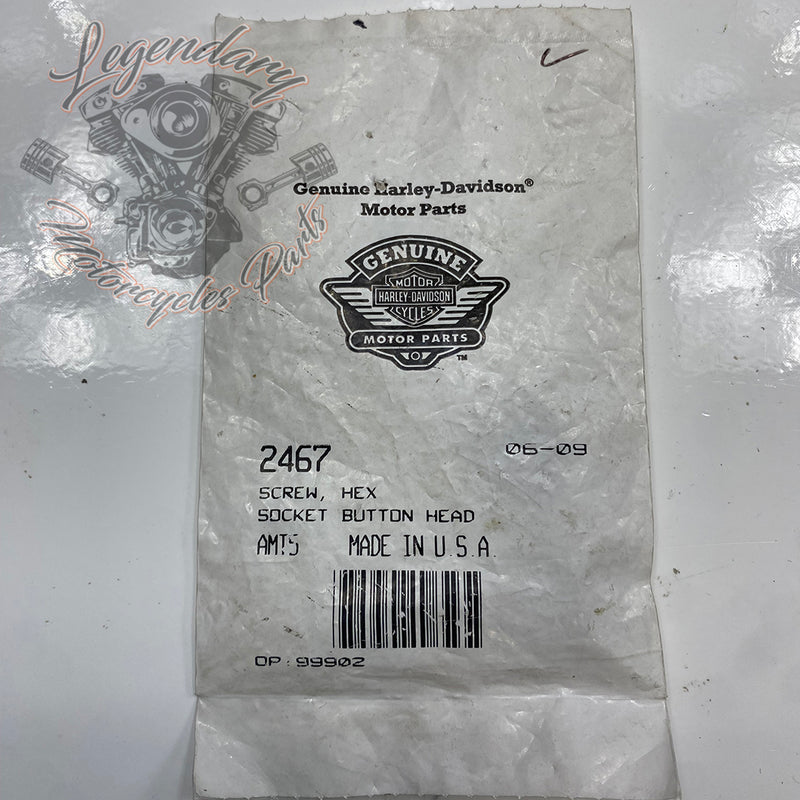 Legendary
Motorcycles Parts
Genuine Harley-Davidson®
Motor Parts
GENUINE
MOTOR
HARLEY-DAVIDSON
CYCLES
MOTOR PARTS
™
2467
06-09
SCREW, HEX
SOCKET BUTTON HEAD
MADE IN U.S.A.
OP:99902